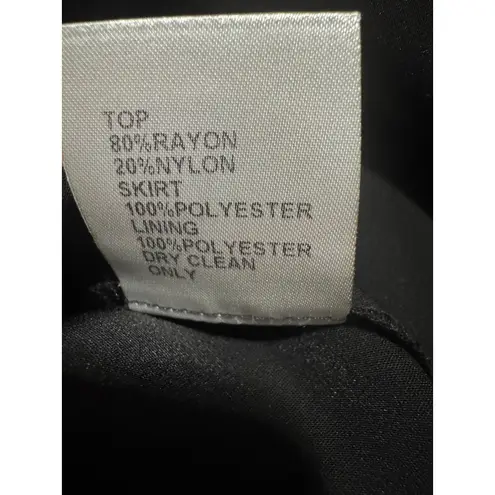 TOP
80%RAYON
20%NYLON
SKIRT
100%POLYESTER
LINING
100%POLYESTER
DRY CLEAN
ONLY